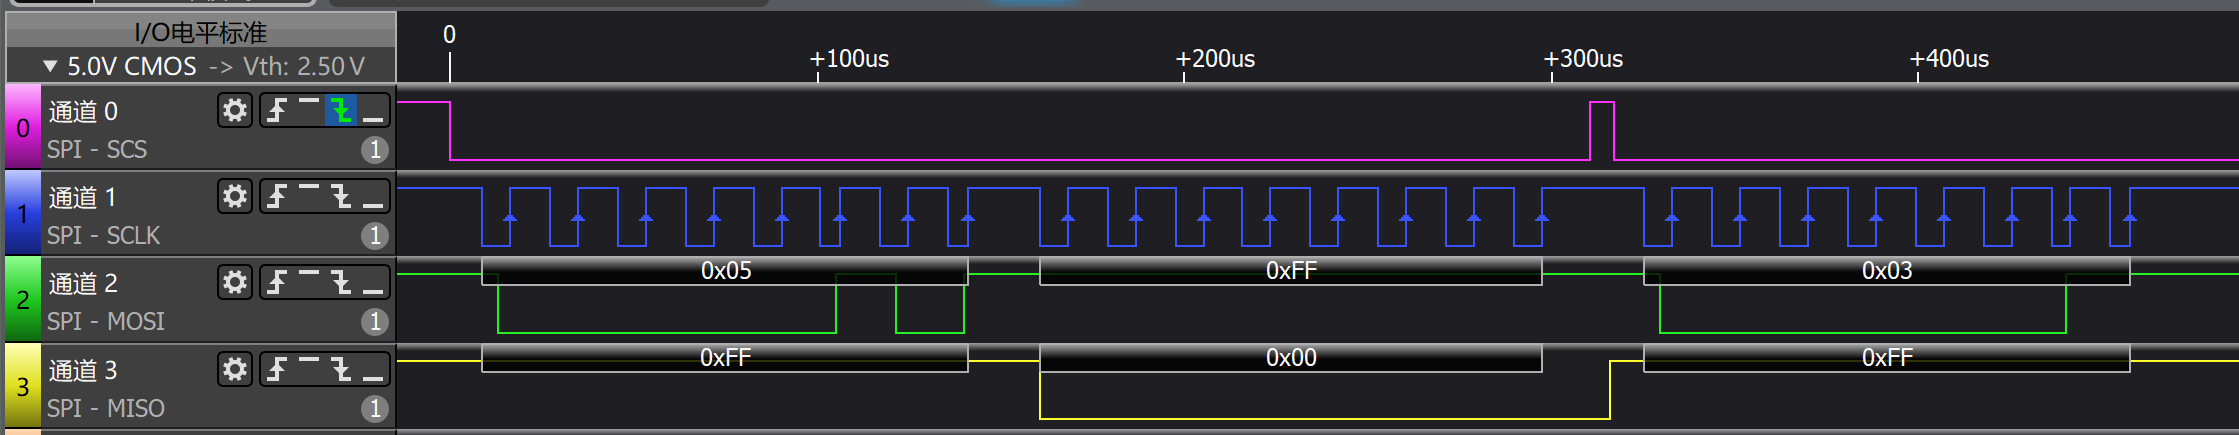 I/O电平标准
▼ 5.0V CMOS -> Vth: 2.50 V
0
+100us
+200us
+300us
+400us
0
通道 0
SPI - SCS
1
1
通道 1
SPI - SCLK
1
2
通道 2
SPI - MOSI
1
0x05
0xFF
0x03
3
通道 3
SPI - MISO
1
0xFF
0x00
0xFF